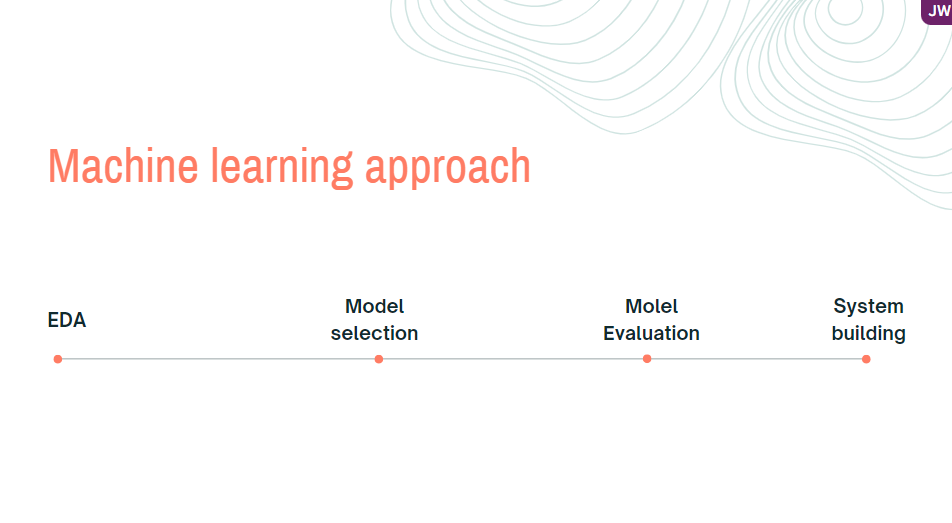 JW
Machine learning approach
EDA
Model
selection
Molel
Evaluation
System
building